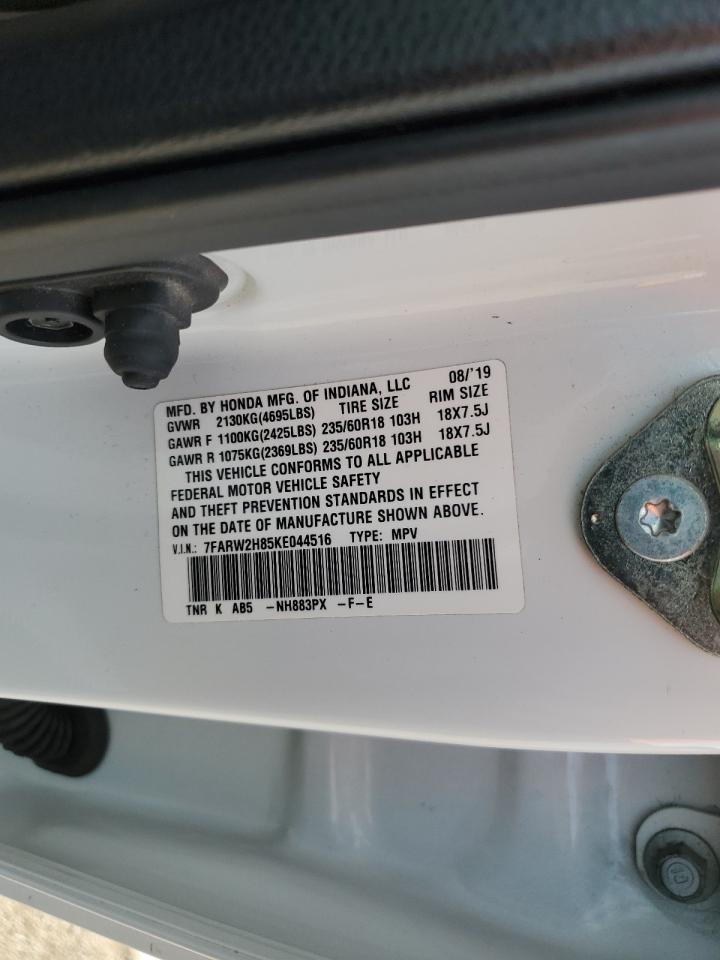 MFD. BY HONDA MFG. OF INDIANA, LLC 08/'19
GVWR 2130KG(4695LBS) TIRE SIZE RIM SIZE
GAWR F 1100KG(2425LBS) 235/60R18 103H 18X7.5J
GAWR R 1075KG(2369LBS) 235/60R18 103H 18X7.5J
THIS VEHICLE CONFORMS TO ALL APPLICABLE
FEDERAL MOTOR VEHICLE SAFETY
AND THEFT PREVENTION STANDARDS IN EFFECT
ON THE DATE OF MANUFACTURE SHOWN ABOVE.
V.I.N.: 7FARW2H85KE044516 TYPE: MPV
TNR K AB5 -NH883PX -F-E